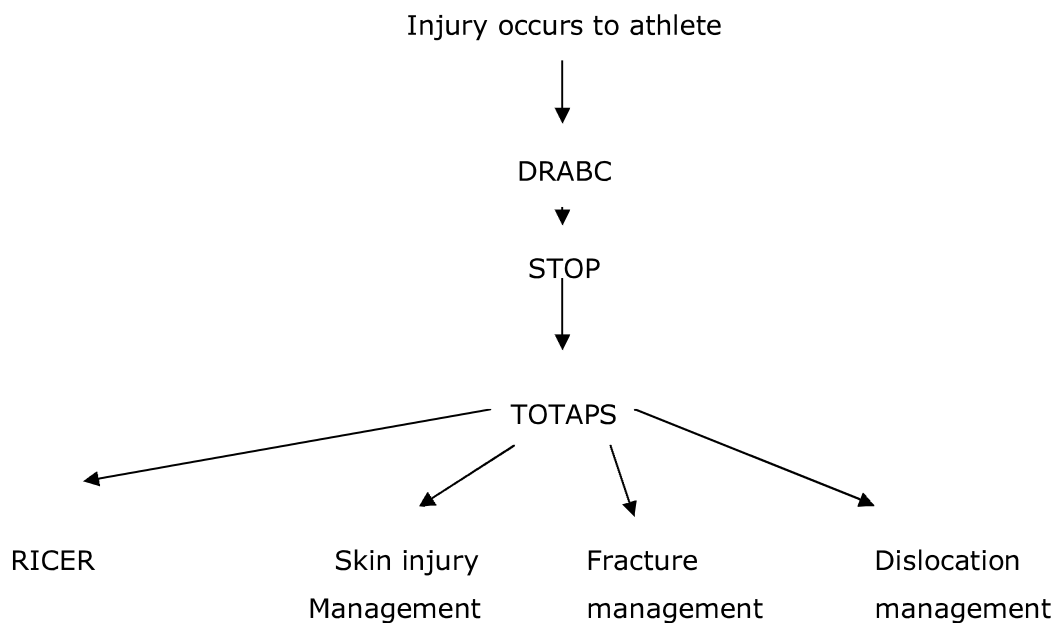 Injury occurs to athlete
DRABC
STOP
TOTAPS
RICER
Skin injury
Management
Fracture
management
Dislocation
management